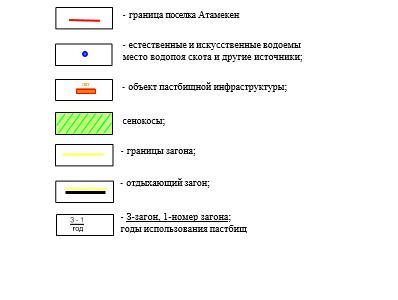 - граница поселка Атамекен
- естественные и искусственные водоемы
место водопоя скота и другие источники;
- объект пастбищной инфраструктуры;
сенокосы;
- границы загона;
- отдыхающий загон;
3 - 1
год
- 3-загон, 1-номер загона;
годы использования пастбищ